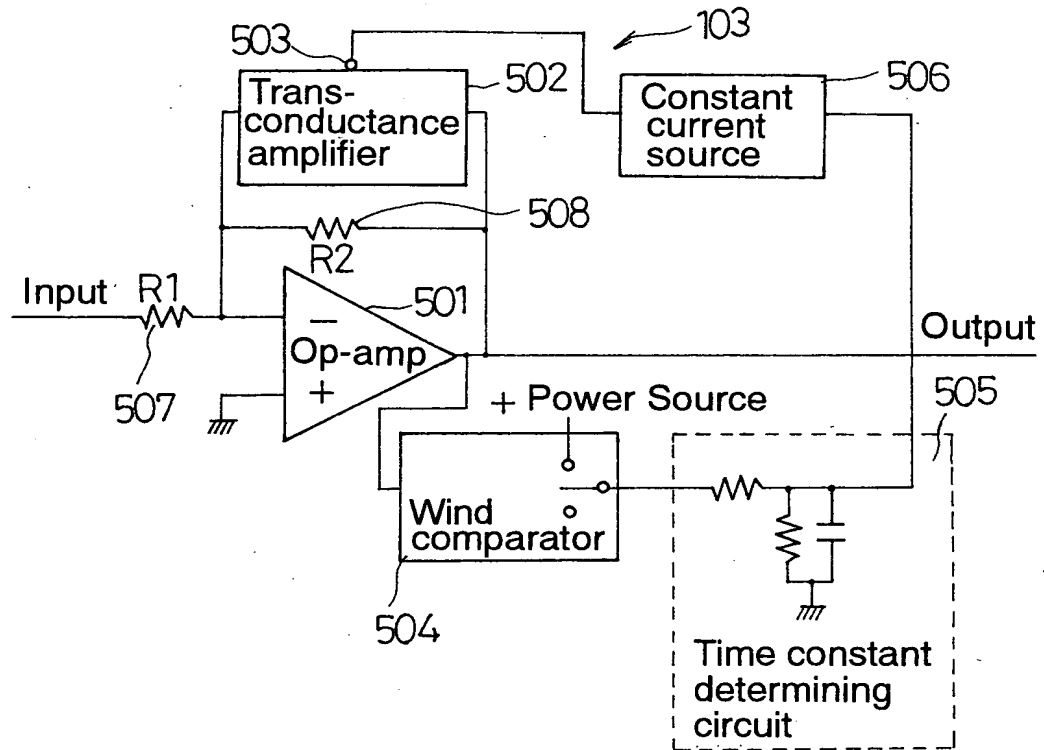 503
103
502
506
Trans-
conductance
amplifier
Constant
current
source
508
R2
Input
R1
501
−
Op-amp
+
Output
507
+ Power Source
505
Wind
comparator
504
Time constant
determining
circuit